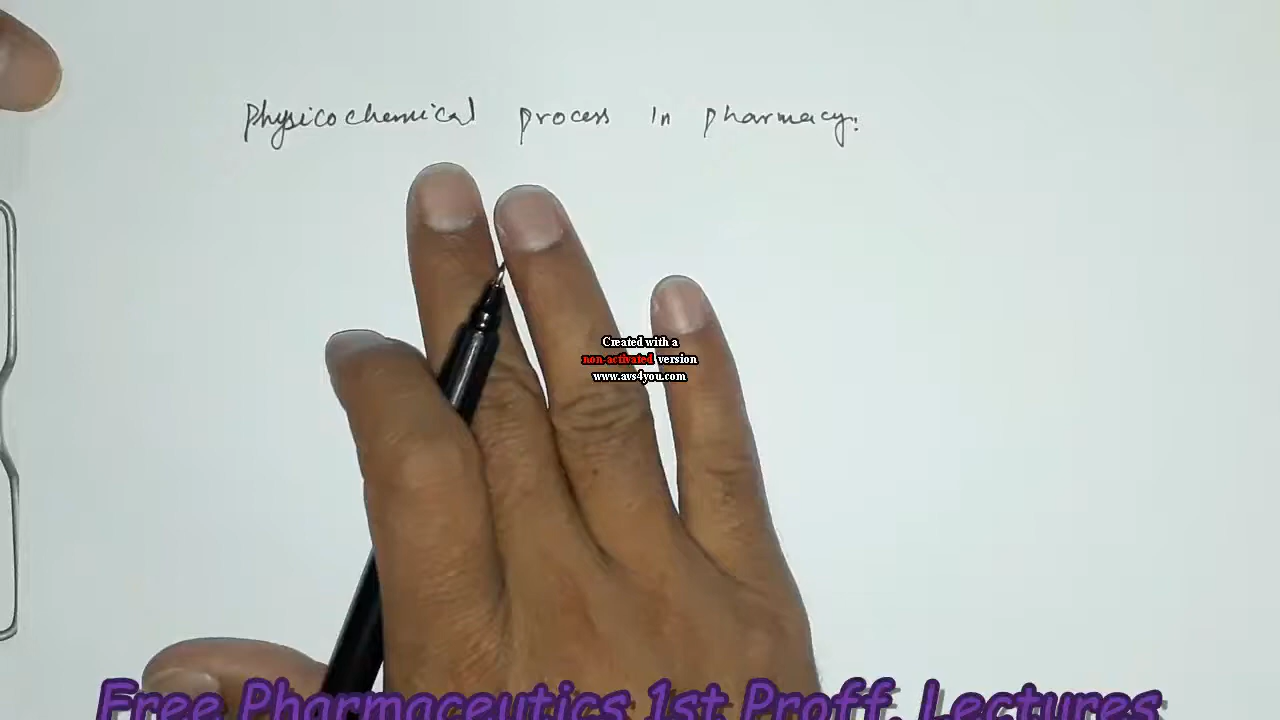 Physicochemical process in pharmacy:
Created with a
non-activated version
www.avs4you.com
Free Pharmaceutics 1st Proff. Lectures